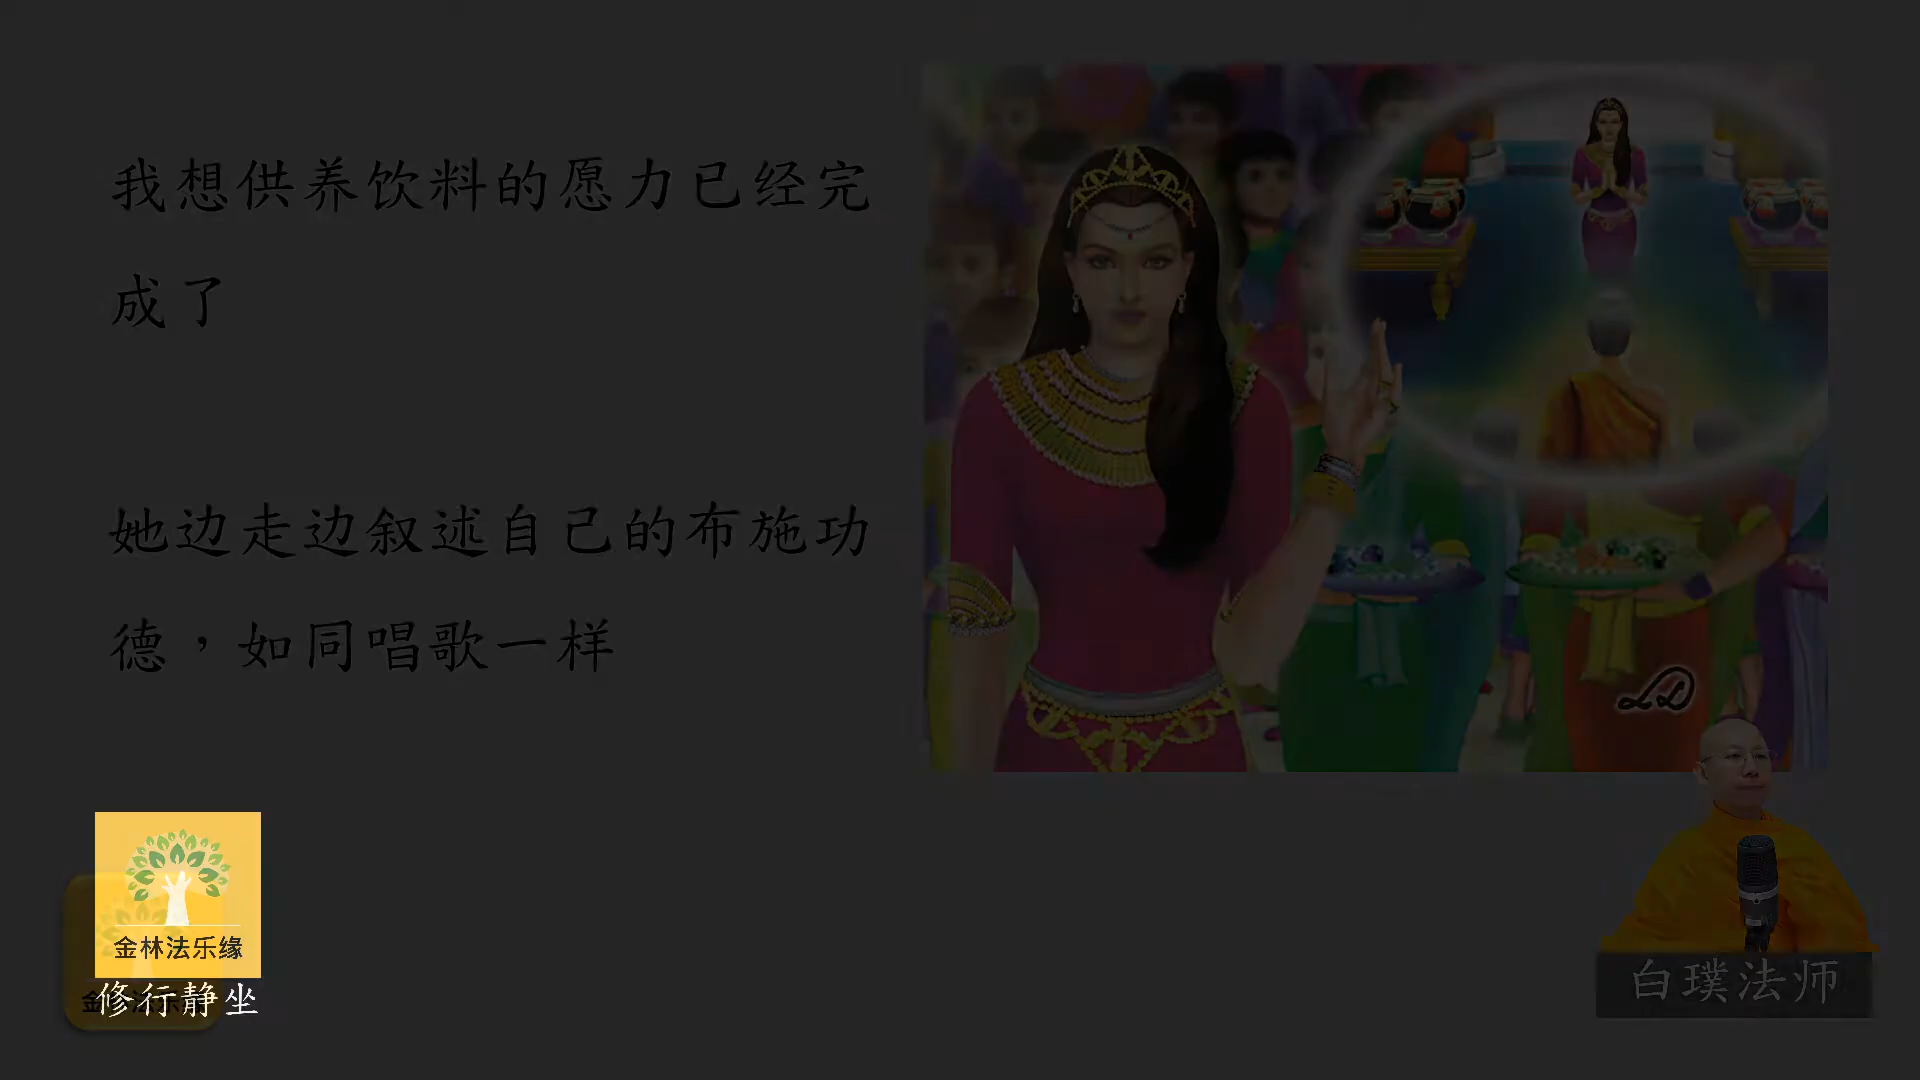 我想供养饮料的愿力已经完
成了
她边走边叙述自己的布施功
德，如同唱歌一样
金林法乐缘
修行静坐
白璞法师